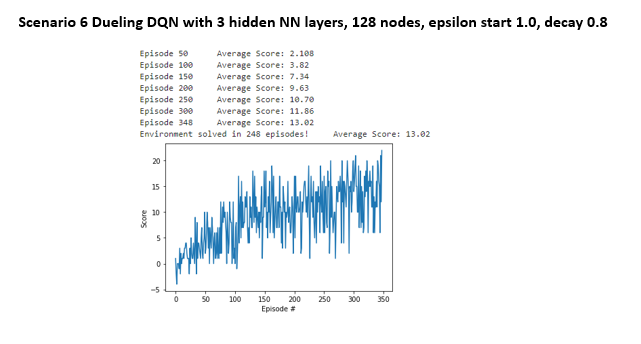 Scenario 6 Dueling DQN with 3 hidden NN layers, 128 nodes, epsilon start 1.0, decay 0.8
Episode 50 Average Score: 2.108
Episode 100 Average Score: 3.82
Episode 150 Average Score: 7.34
Episode 200 Average Score: 9.63
Episode 250 Average Score: 10.70
Episode 300 Average Score: 11.86
Episode 348 Average Score: 13.02
Environment solved in 248 episodes! Average Score: 13.02
20
15
10
5
0
−5
Score
0 50 100 150 200 250 300 350
Episode #